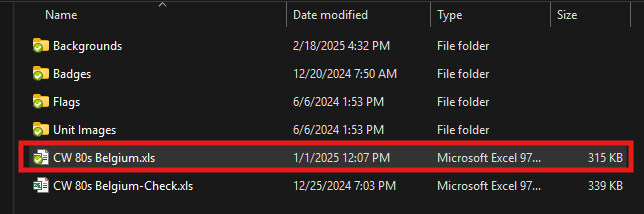 Name Date modified Type Size
Backgrounds 2/18/2025 4:32 PM File folder
Badges 12/20/2024 7:50 AM File folder
Flags 6/6/2024 1:53 PM File folder
Unit Images 6/6/2024 1:53 PM File folder
CW 80s Belgium.xls 1/1/2025 12:07 PM Microsoft Excel 97... 315 KB
CW 80s Belgium-Check.xls 12/25/2024 7:03 PM Microsoft Excel 97... 339 KB